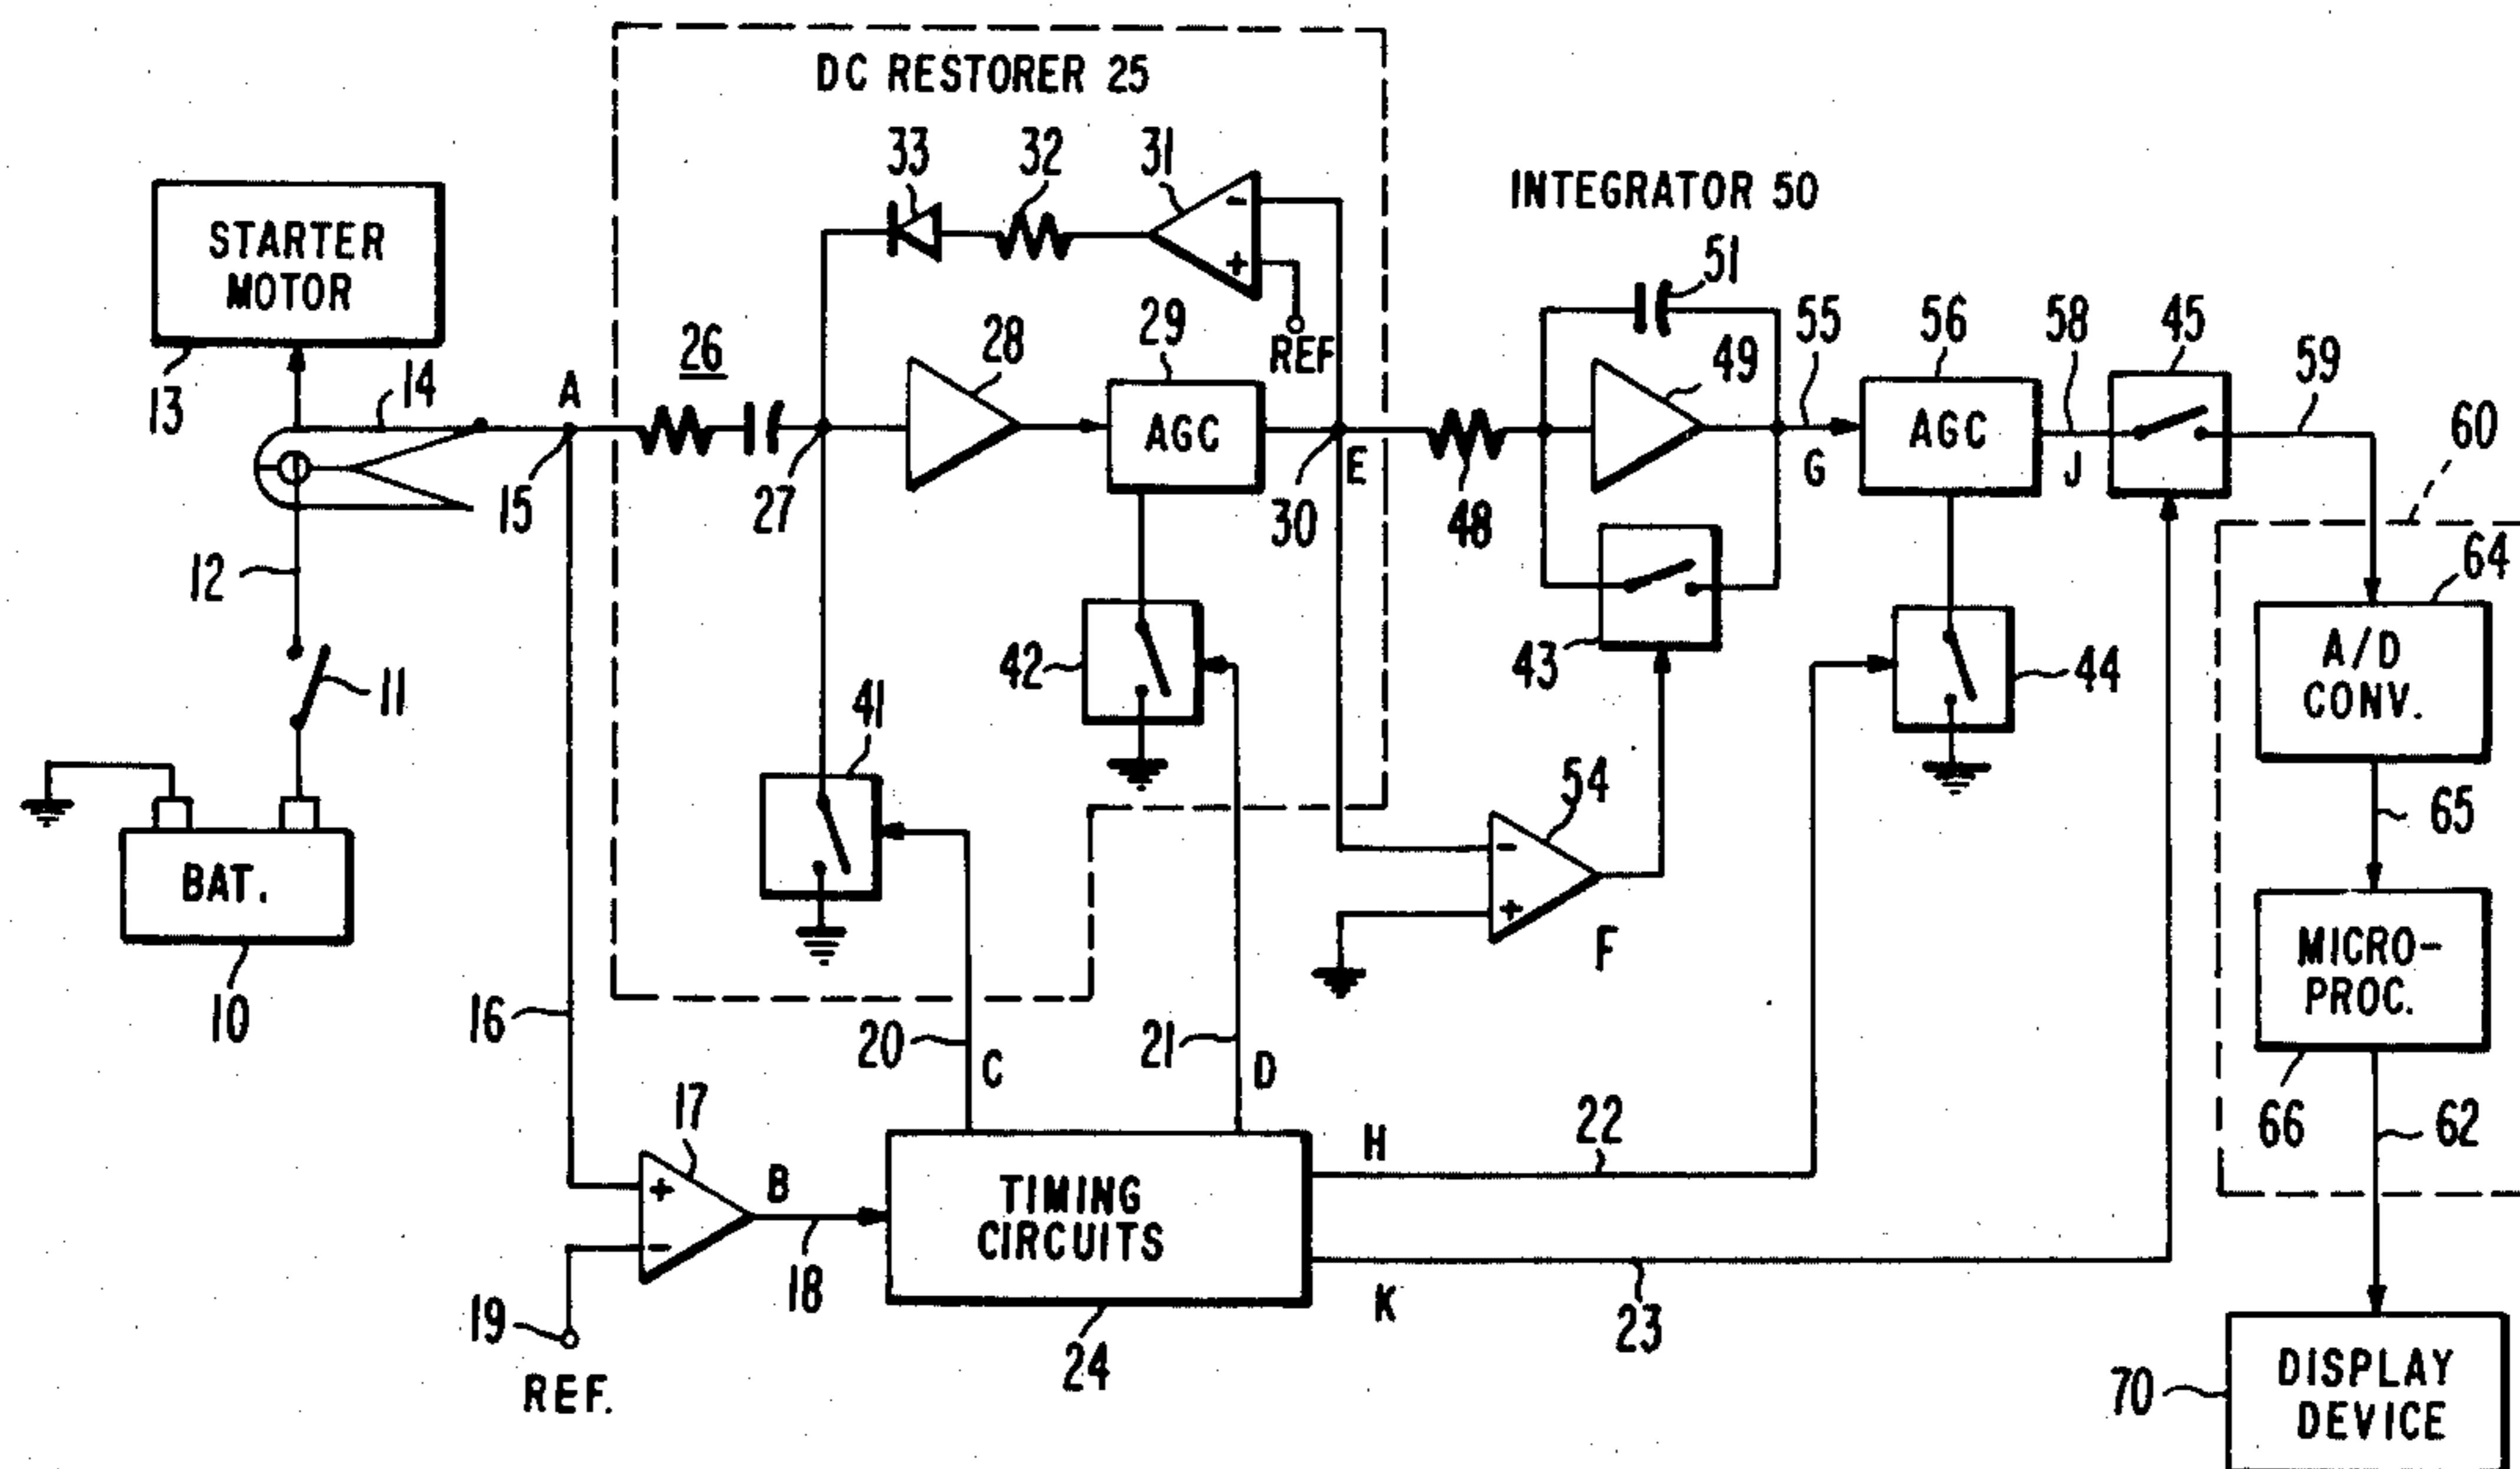 DC RESTORER 25
33
32
31
INTEGRATOR 50
STARTER
MOTOR
13
14
A
26
28
29
REF
51
49
55
56
58
45
59
60
AGC
E
AGC
G
J
15
27
30
48
12
11
42
43
44
64
A/D
CONV.
41
54
65
BAT.
10
F
MICRO-
PROC.
66
62
16
20
C
21
D
17
B
18
19
REF.
TIMING
CIRCUITS
24
H
22
K
23
70
DISPLAY
DEVICE
-
+
-
+
+
-